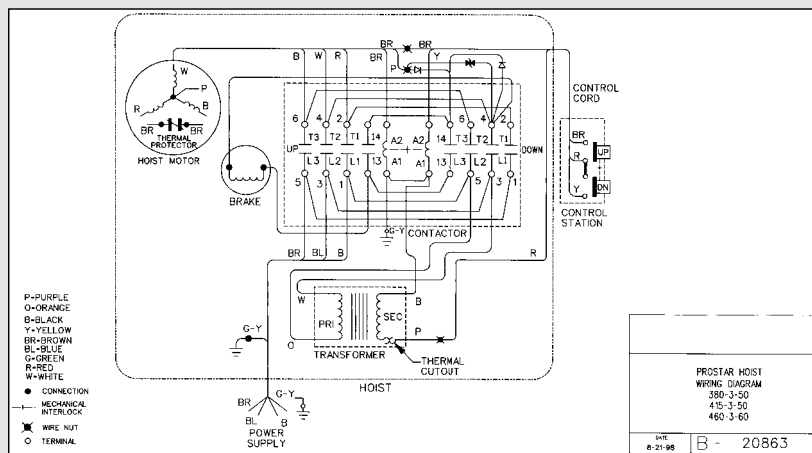 BR BR
B W R BR Y
P
W
P
R B
BR BR
THERMAL
PROTECTOR
HOIST MOTOR
6 4 2 6 4 2
T3 T2 T1 14 A2 A2 14 T3 T2 T1
UP DOWN
L3 L2 L1 13 A1 A1 13 L3 L2 L1
5 3 1 5 3 1
BRAKE
CONTROL
CORD
BR
UP
R
Y
DN
CONTROL
STATION
G-Y
CONTACTOR
BR BL B
R
W B
PRI SEC
P
O
TRANSFORMER
THERMAL
CUTOUT
HOIST
G-Y
BR G-Y
BL B
POWER
SUPPLY
P-PURPLE
O-ORANGE
B-BLACK
Y-YELLOW
BR-BROWN
BL-BLUE
G-GREEN
R-RED
W-WHITE
CONNECTION
MECHANICAL
INTERLOCK
WIRE NUT
TERMINAL
PROSTAR HOIST
WIRING DIAGRAM
380-3-50
415-3-50
460-3-60
DATE
8-21-98
B - 20863